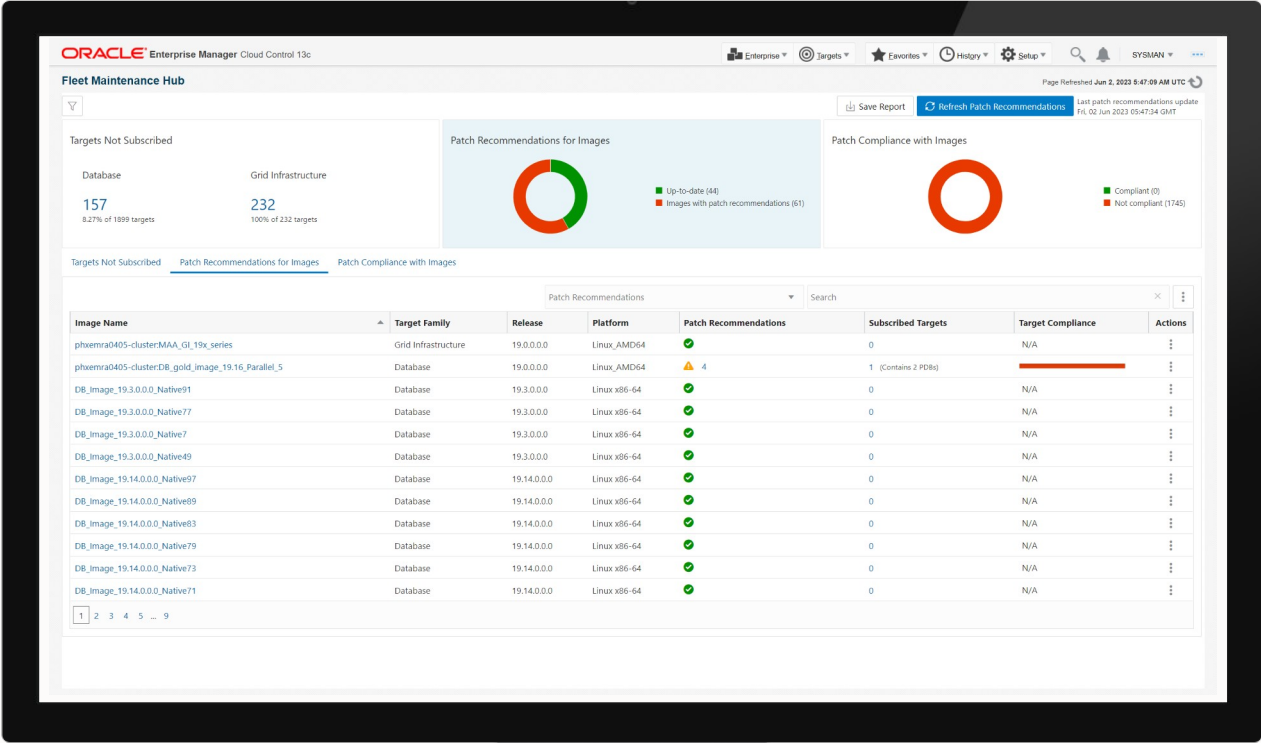 ORACLE Enterprise Manager Cloud Control 13c
Enterprise Targets Favorites History Setup SYSMAN
Fleet Maintenance Hub
Page Refreshed Jun 2, 2023 5:47:09 AM UTC
Save Report Refresh Patch Recommendations
Last patch recommendations update
Fri, 02 Jun 2023 05:47:34 GMT
Targets Not Subscribed
Database Grid Infrastructure
157 232
8.27% of 1899 targets 100% of 232 targets
Patch Recommendations for Images
Up-to-date (44)
Images with patch recommendations (61)
Patch Compliance with Images
Compliant (0)
Not compliant (1745)
Targets Not Subscribed Patch Recommendations for Images Patch Compliance with Images
Patch Recommendations Search
Image Name Target Family Release Platform Patch Recommendations Subscribed Targets Target Compliance Actions
phxemra0405-cluster:MAA_GI_19x_series Grid Infrastructure 19.0.0.0.0 Linux_AMD64 0 N/A
phxemra0405-cluster:DB_gold_image_19.16_Parallel_5 Database 19.0.0.0.0 Linux_AMD64 4 1 (Contains 2 PDBs)
DB_Image_19.3.0.0.0_Native91 Database 19.3.0.0.0 Linux x86-64 0 N/A
DB_Image_19.3.0.0.0_Native77 Database 19.3.0.0.0 Linux x86-64 0 N/A
DB_Image_19.3.0.0.0_Native7 Database 19.3.0.0.0 Linux x86-64 0 N/A
DB_Image_19.3.0.0.0_Native49 Database 19.3.0.0.0 Linux x86-64 0 N/A
DB_Image_19.14.0.0.0_Native97 Database 19.14.0.0.0 Linux x86-64 0 N/A
DB_Image_19.14.0.0.0_Native89 Database 19.14.0.0.0 Linux x86-64 0 N/A
DB_Image_19.14.0.0.0_Native83 Database 19.14.0.0.0 Linux x86-64 0 N/A
DB_Image_19.14.0.0.0_Native79 Database 19.14.0.0.0 Linux x86-64 0 N/A
DB_Image_19.14.0.0.0_Native73 Database 19.14.0.0.0 Linux x86-64 0 N/A
DB_Image_19.14.0.0.0_Native71 Database 19.14.0.0.0 Linux x86-64 0 N/A
1 2 3 4 5 ... 9